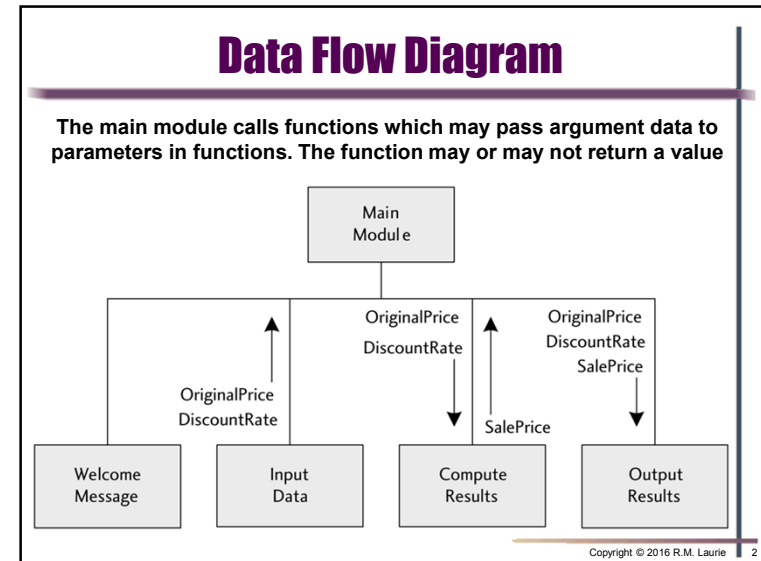 Data Flow Diagram
The main module calls functions which may pass argument data to
parameters in functions. The function may or may not return a value
Main
Module
OriginalPrice
DiscountRate
OriginalPrice
DiscountRate
SalePrice
OriginalPrice
DiscountRate
SalePrice
Welcome
Message
Input
Data
Compute
Results
Output
Results
Copyright © 2016 R.M. Laurie
2